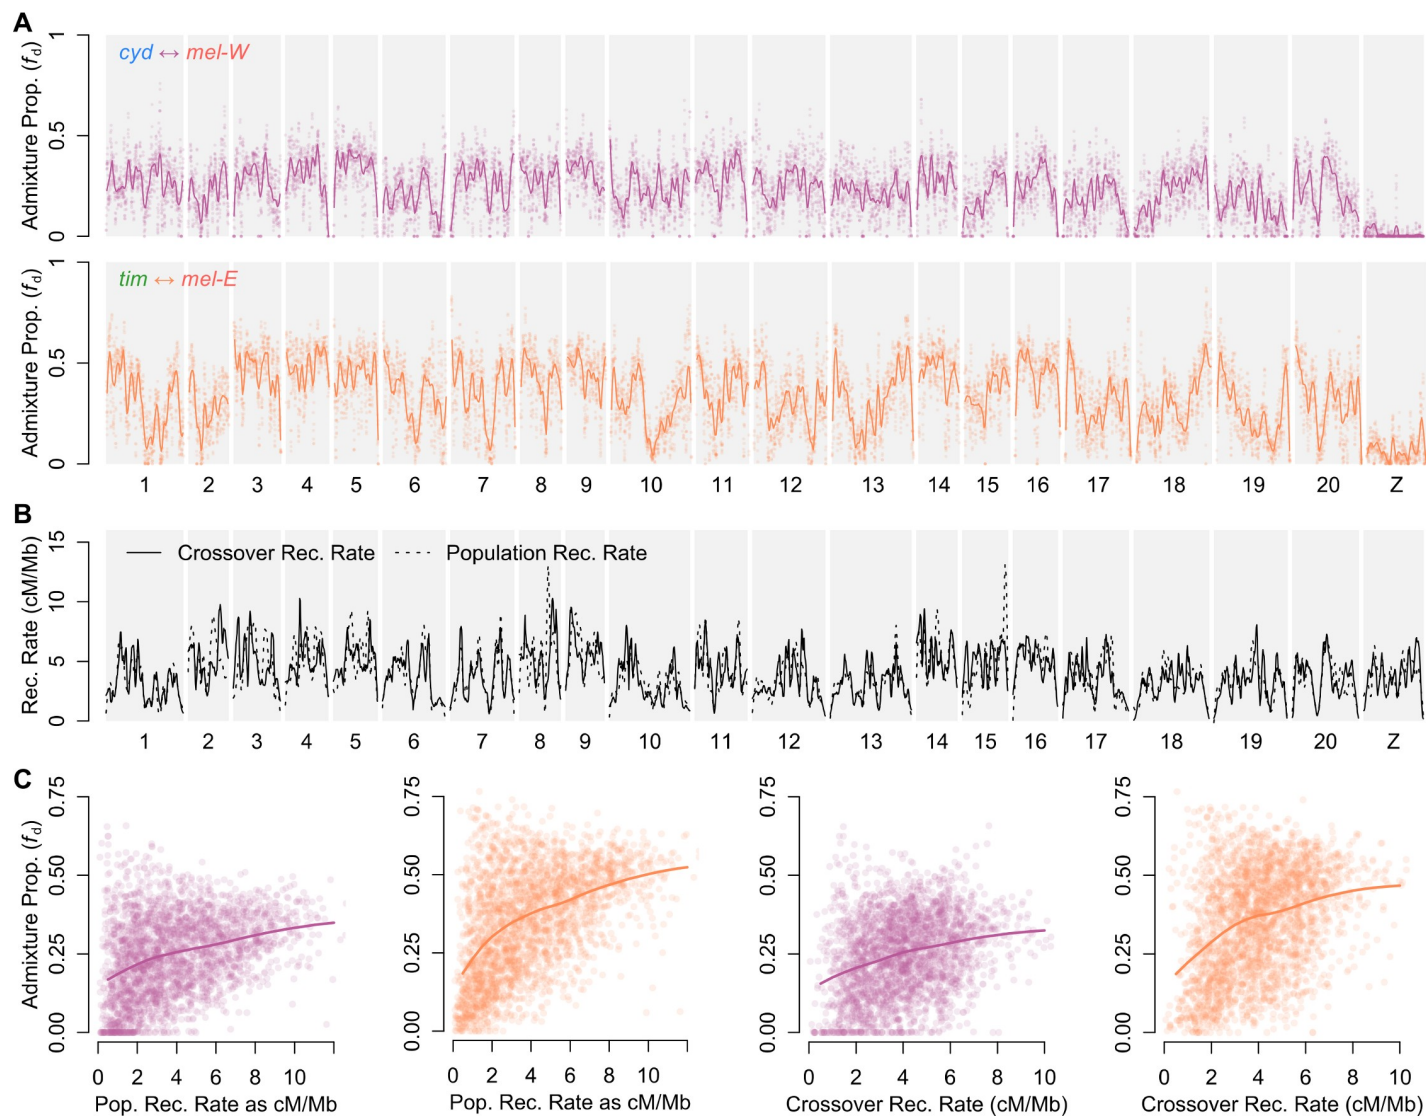 A
cyd ↔ mel-W
Admixture Prop. (fd)
1
0.5
0
tim ↔ mel-E
Admixture Prop. (fd)
1
0.5
0
1 2 3 4 5 6 7 8 9 10 11 12 13 14 15 16 17 18 19 20 Z
B
Crossover Rec. Rate Population Rec. Rate
Rec. Rate (cM/Mb)
15
10
5
0
1 2 3 4 5 6 7 8 9 10 11 12 13 14 15 16 17 18 19 20 Z
C
Admixture Prop. (fd)
0.75
0.50
0.25
0.00
0 2 4 6 8 10
Pop. Rec. Rate as cM/Mb
0.75
0.50
0.25
0.00
0 2 4 6 8 10
Pop. Rec. Rate as cM/Mb
0.75
0.50
0.25
0.00
0 2 4 6 8 10
Crossover Rec. Rate (cM/Mb)
0.75
0.50
0.25
0.00
0 2 4 6 8 10
Crossover Rec. Rate (cM/Mb)